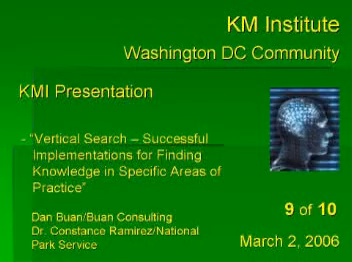 KM Institute
Washington DC Community
KMI Presentation
- "Vertical Search – Successful
Implementations for Finding
Knowledge in Specific Areas of
Practice"
Dan Buan/Buan Consulting
Dr. Constance Ramirez/National
Park Service
9 of 10
March 2, 2006